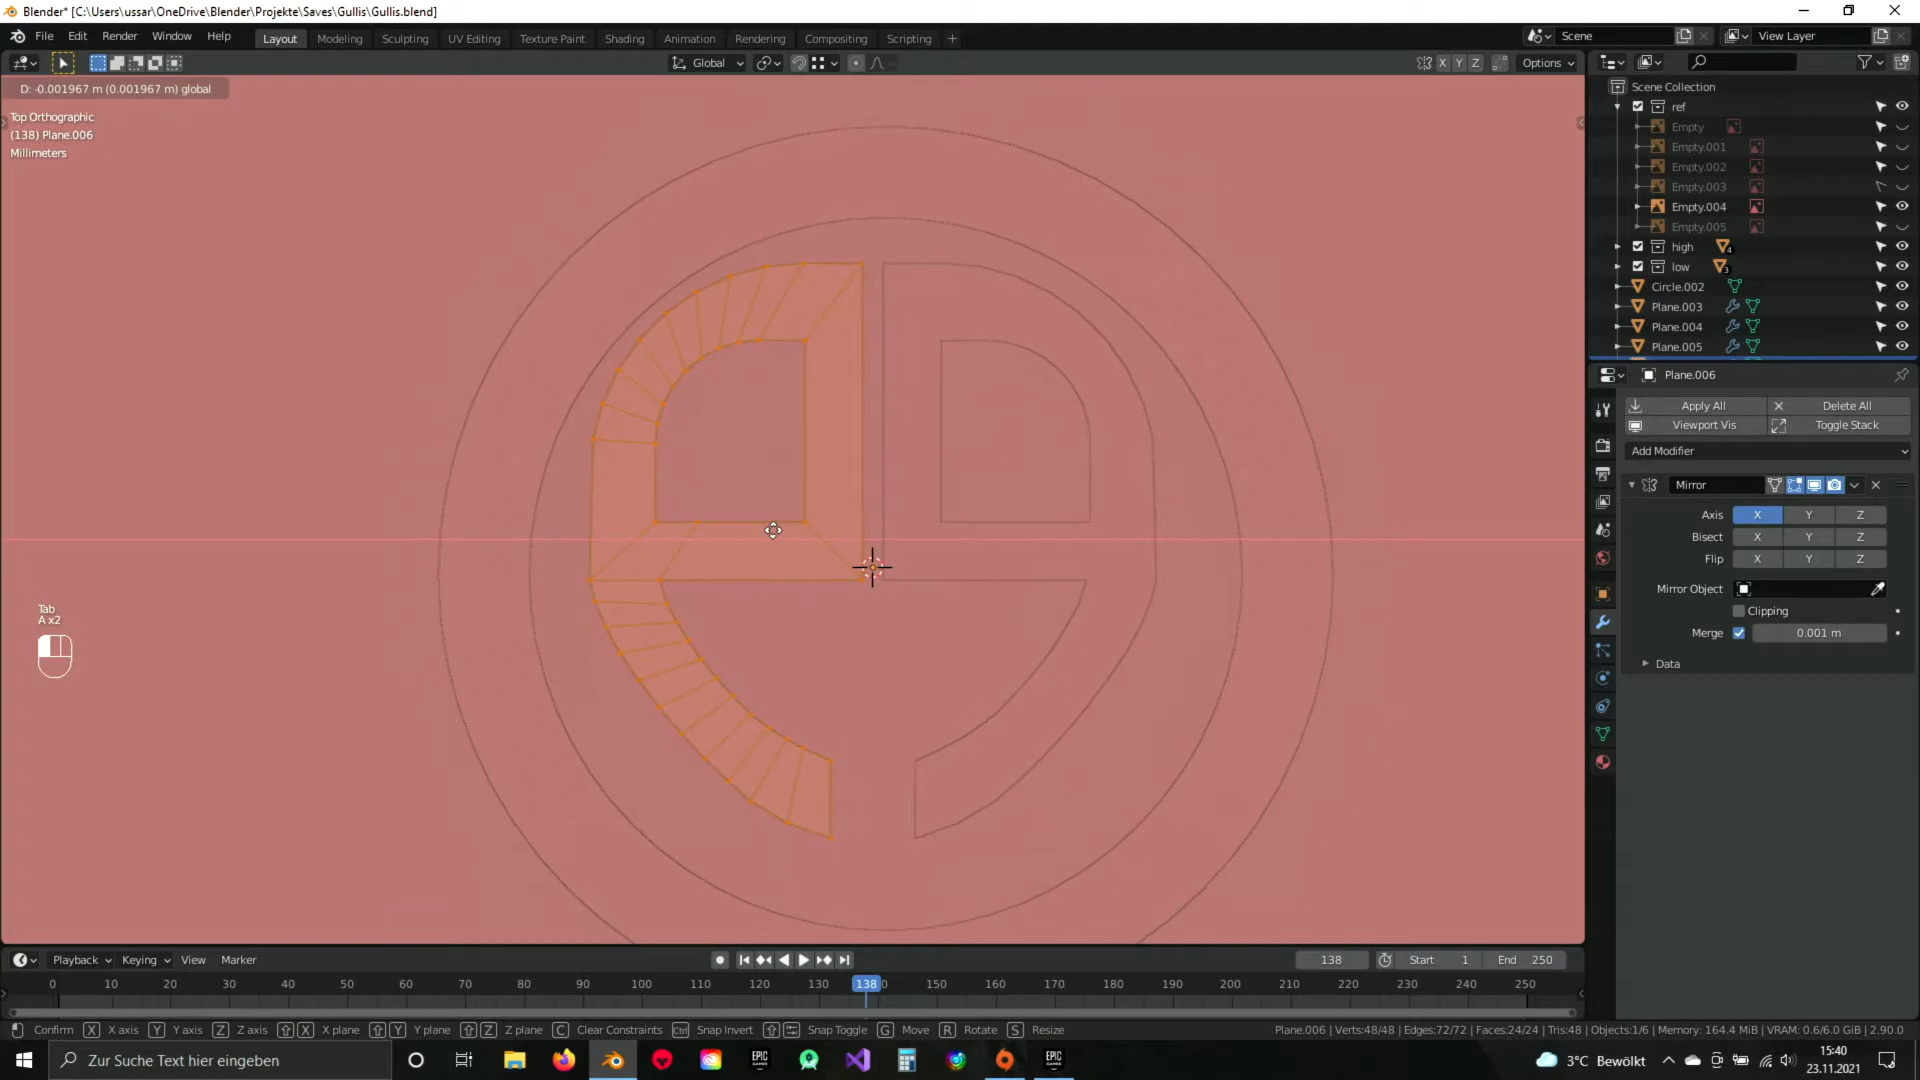 Blender* [C:\Users\ussar\OneDrive\Blender\Projekte\Saves\Gullis\Gullis.blend]
File Edit Render Window Help Layout Modeling Sculpting UV Editing Texture Paint Shading Animation Rendering Compositing Scripting + Scene View Layer
Global X Y Z Options
D: -0.001967 m (0.001967 m) global
Top Orthographic
(138) Plane.006
Millimeters
Tab
A x2
Scene Collection
ref
Empty
Empty.001
Empty.002
Empty.003
Empty.004
Empty.005
high 4
low 3
Circle.002
Plane.003
Plane.004
Plane.005
Plane.006
Apply All Delete All
Viewport Vis Toggle Stack
Add Modifier
Mirror
Axis X Y Z
Bisect X Y Z
Flip X Y Z
Mirror Object
Clipping
Merge 0.001 m
Data
Playback Keying View Marker 138 Start 1 End 250
0 10 20 30 40 50 60 70 80 90 100 110 120 130 138 0 150 160 170 180 190 200 210 220 230 240 250
Confirm X X axis Y Y axis Z Z axis X X plane Y Y plane Z Z plane C Clear Constraints Ctrl Snap Invert Snap Toggle G Move R Rotate S Resize Plane.006 | Verts:48/48 | Edges:72/72 | Faces:24/24 | Tris:48 | Objects:1/6 | Memory: 164.4 MiB | VRAM: 0.6/6.0 GiB | 2.90.0
Zur Suche Text hier eingeben EPIC GAMES EPIC GAMES 3°C Bewölkt 15:40
23.11.2021